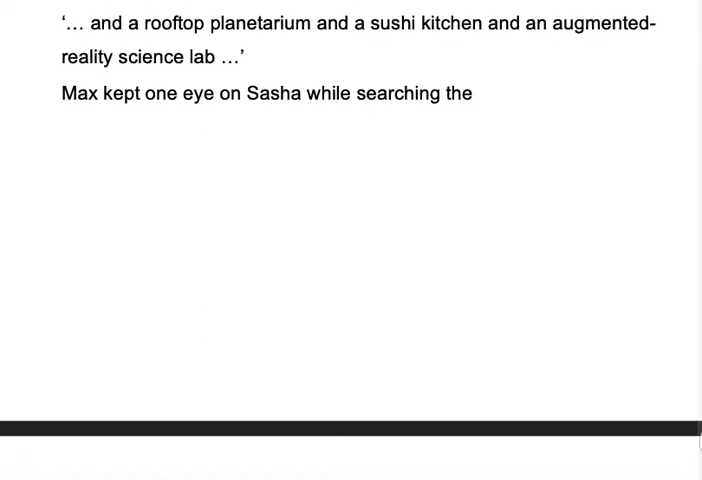 ‘… and a rooftop planetarium and a sushi kitchen and an augmented-
reality science lab …’
Max kept one eye on Sasha while searching the